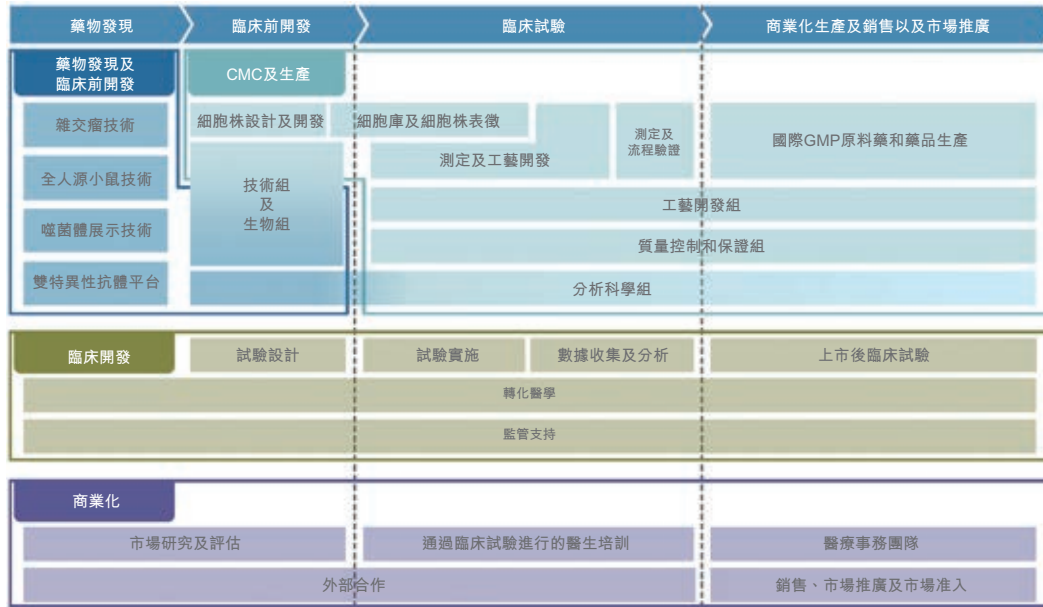 藥物發現
臨床前開發
臨床試驗
商業化生產及銷售以及市場推廣
藥物發現及
臨床前開發
CMC及生產
雜交瘤技術
細胞株設計及開發
細胞庫及細胞株表徵
測定及工藝開發
測定及
流程驗證
國際GMP原料藥和藥品生產
全人源小鼠技術
技術組
及
生物組
工藝開發組
噬菌體展示技術
質量控制和保證組
雙特異性抗體平台
分析科學組
臨床開發
試驗設計
試驗實施
數據收集及分析
上市後臨床試驗
轉化醫學
監管支持
商業化
市場研究及評估
通過臨床試驗進行的醫生培訓
醫療事務團隊
外部合作
銷售、市場推廣及市場准入